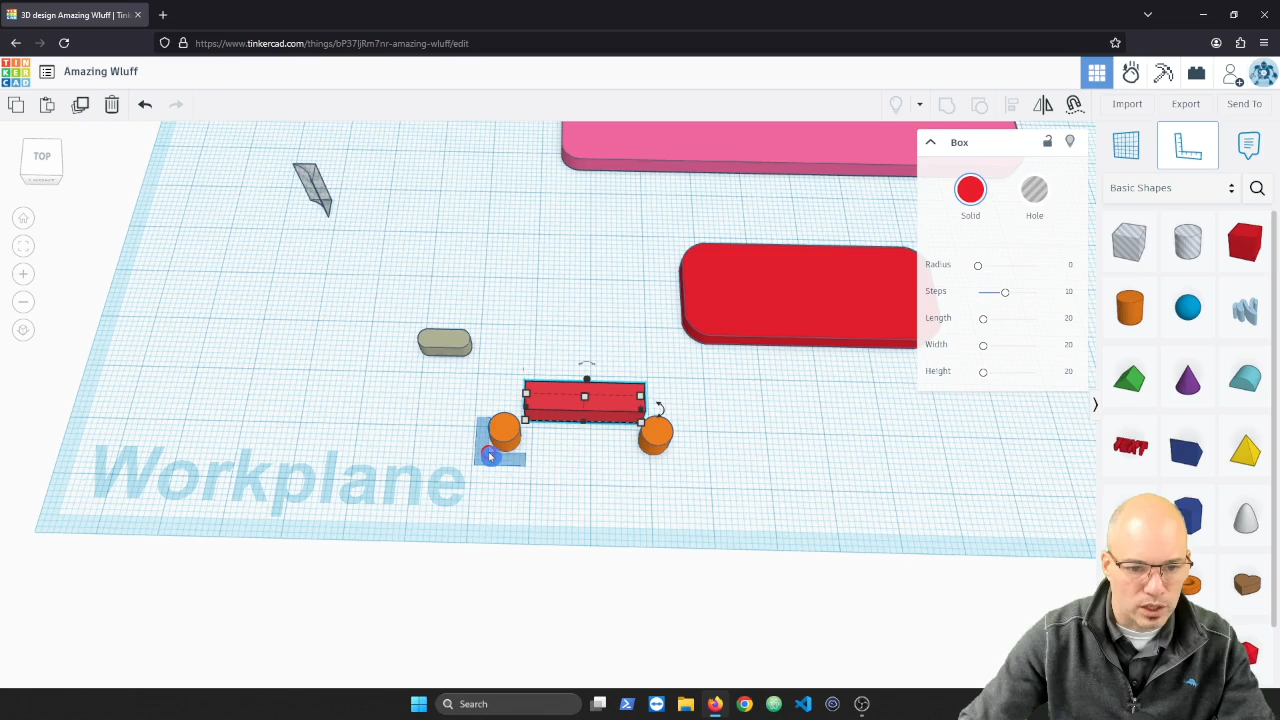 3D design Amazing Wluff | Tin
https://www.tinkercad.com/things/bP37IjRm7nr-amazing-wluff/edit
TIN
KER
CAD
Amazing Wluff
Import
Export
Send To
TOP
Box
Solid
Hole
Basic Shapes
Radius
0
Steps
10
Length
20
Width
20
Height
20
TEXT
Workplane
Search